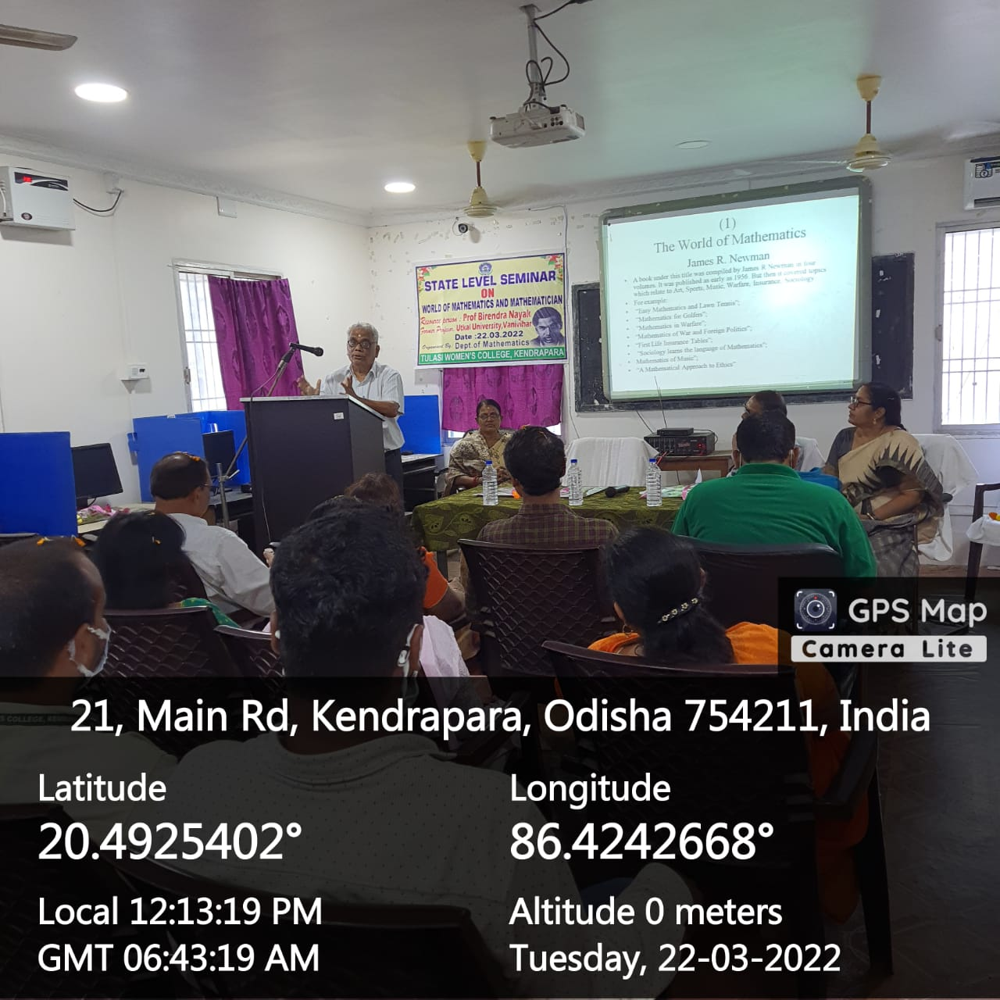 (1)
The World of Mathematics
James R. Newman
• A book under this title was compiled by James R Newman in four
volumes. It was published as early as 1956. But then it covered topics
which relate to Art, Sports, Music, Warfare, Insurance, Sociology
• For example:
• "Easy Mathematics and Lawn Tennis";
• "Mathematics for Golfers";
• "Mathematics in Warfare";
• "Mathematics of War and Foreign Politics";
• "First Life Insurance Tables";
• "Sociology learns the language of Mathematics";
• Mathematics of Music";
• "A Mathematical Approach to Ethics"
STATE LEVEL SEMINAR
ON
WORLD OF MATHEMATICS AND MATHEMATICIAN
Resource person : Prof Birendra Nayak
Former Professor, Utkal University, Vanivihar
Date : 22.03.2022
Organised By: Dept. of Mathematics
TULASI WOMEN'S COLLEGE, KENDRAPARA
GPS Map
Camera Lite
21, Main Rd, Kendrapara, Odisha 754211, India
Latitude
20.4925402°
Longitude
86.4242668°
Local 12:13:19 PM
GMT 06:43:19 AM
Altitude 0 meters
Tuesday, 22-03-2022